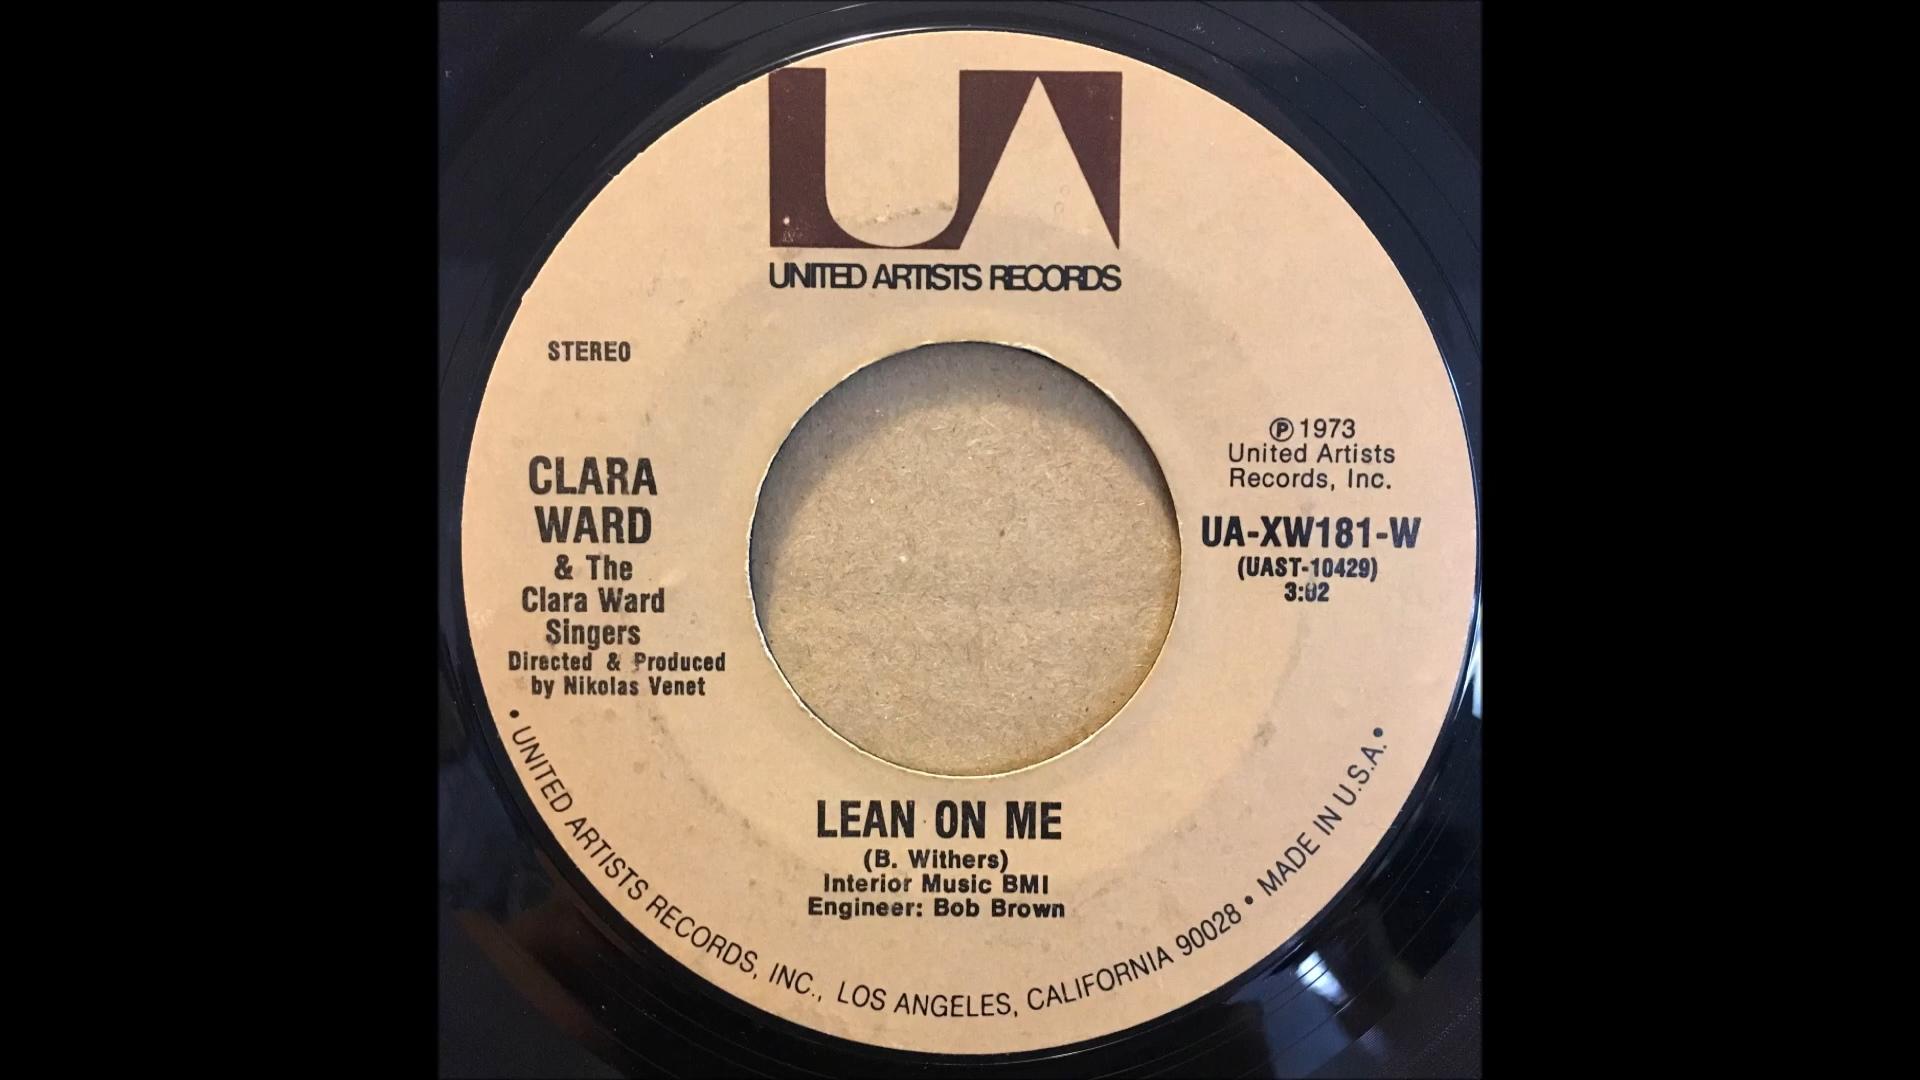 UA
UNITED ARTISTS RECORDS
STEREO
CLARA
WARD
& The
Clara Ward
Singers
Directed & Produced
by Nikolas Venet
℗ 1973
United Artists
Records, Inc.
UA-XW181-W
(UAST-10429)
3:02
LEAN ON ME
(B. Withers)
Interior Music BMI
Engineer: Bob Brown
• UNITED ARTISTS RECORDS, INC., LOS ANGELES, CALIFORNIA 90028 • MADE IN U.S.A. •